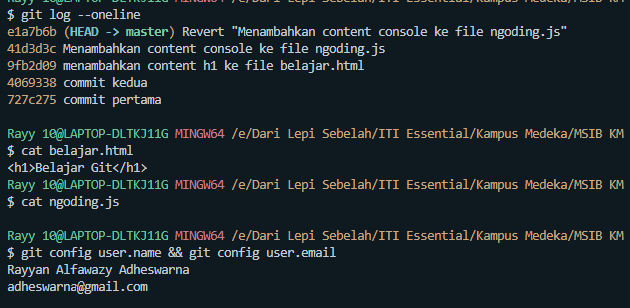 Rayy 10@LAPTOP-DLTKJ11G MINGW64 /e/Dari Lepi Sebelah/ITI Essential/Kampus Medeka/MSIB KM
$ git log --oneline
e1a7b6b (HEAD -> master) Revert "Menambahkan content console ke file ngoding.js"
41d3d3c Menambahkan content console ke file ngoding.js
9fb2d09 menambahkan content h1 ke file belajar.html
4069338 commit kedua
727c275 commit pertama
Rayy 10@LAPTOP-DLTKJ11G MINGW64 /e/Dari Lepi Sebelah/ITI Essential/Kampus Medeka/MSIB KM
$ cat belajar.html
<h1>Belajar Git</h1>
Rayy 10@LAPTOP-DLTKJ11G MINGW64 /e/Dari Lepi Sebelah/ITI Essential/Kampus Medeka/MSIB KM
$ cat ngoding.js
Rayy 10@LAPTOP-DLTKJ11G MINGW64 /e/Dari Lepi Sebelah/ITI Essential/Kampus Medeka/MSIB KM
$ git config user.name && git config user.email
Rayyan Alfawazy Adheswarna
adheswarna@gmail.com